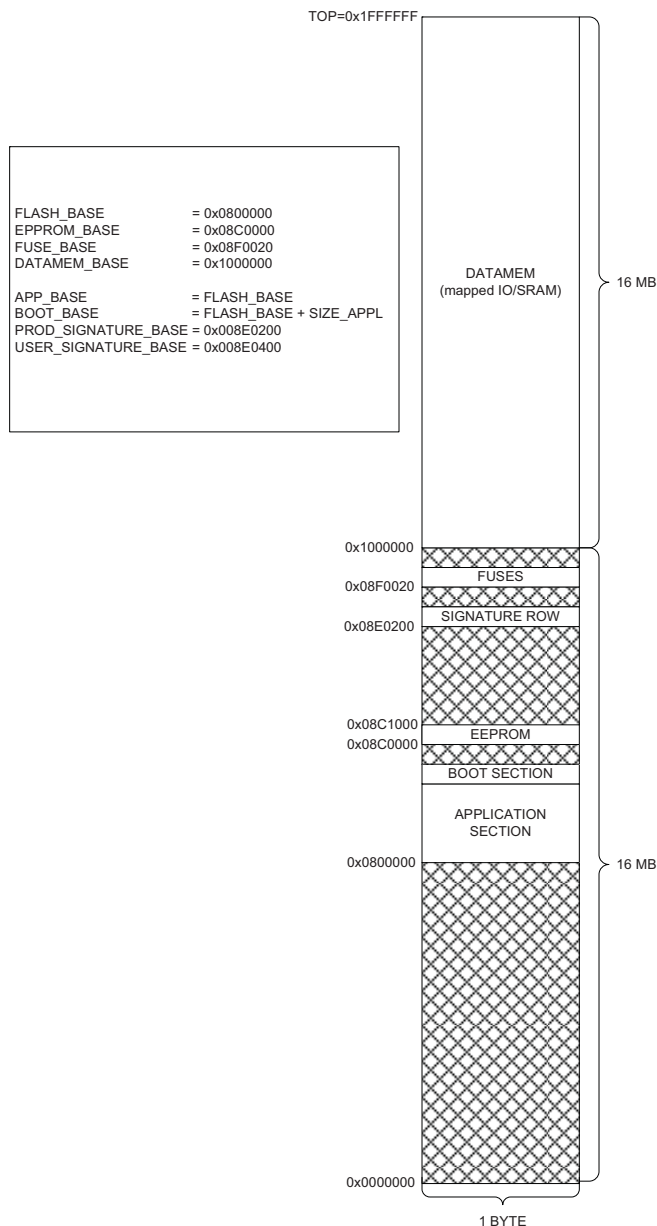 TOP=0x1FFFFFF
FLASH_BASE = 0x0800000
EPPROM_BASE = 0x08C0000
FUSE_BASE = 0x08F0020
DATAMEM_BASE = 0x1000000
APP_BASE = FLASH_BASE
BOOT_BASE = FLASH_BASE + SIZE_APPL
PROD_SIGNATURE_BASE = 0x008E0200
USER_SIGNATURE_BASE = 0x008E0400
DATAMEM
(mapped IO/SRAM)
16 MB
0x1000000
FUSES
0x08F0020
SIGNATURE ROW
0x08E0200
0x08C1000
EEPROM
0x08C0000
BOOT SECTION
APPLICATION
SECTION
0x0800000
16 MB
0x0000000
1 BYTE